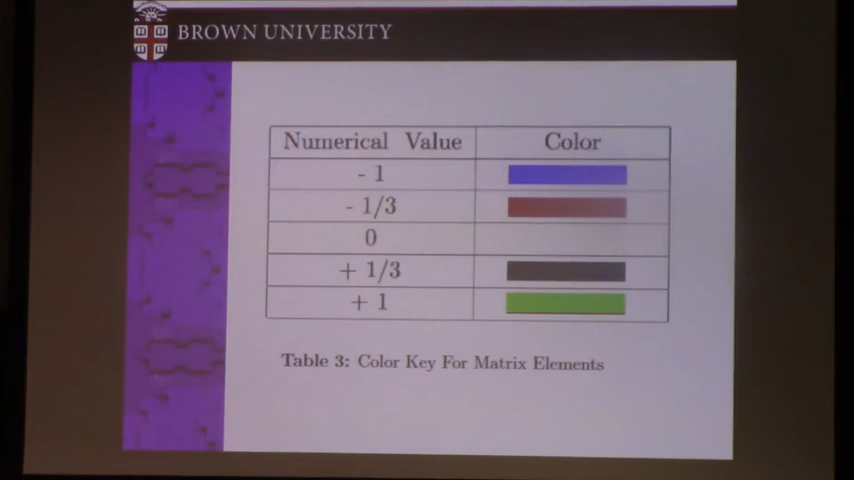 BROWN UNIVERSITY
Numerical Value Color
- 1
- 1/3
0
+ 1/3
+ 1
Table 3: Color Key For Matrix Elements